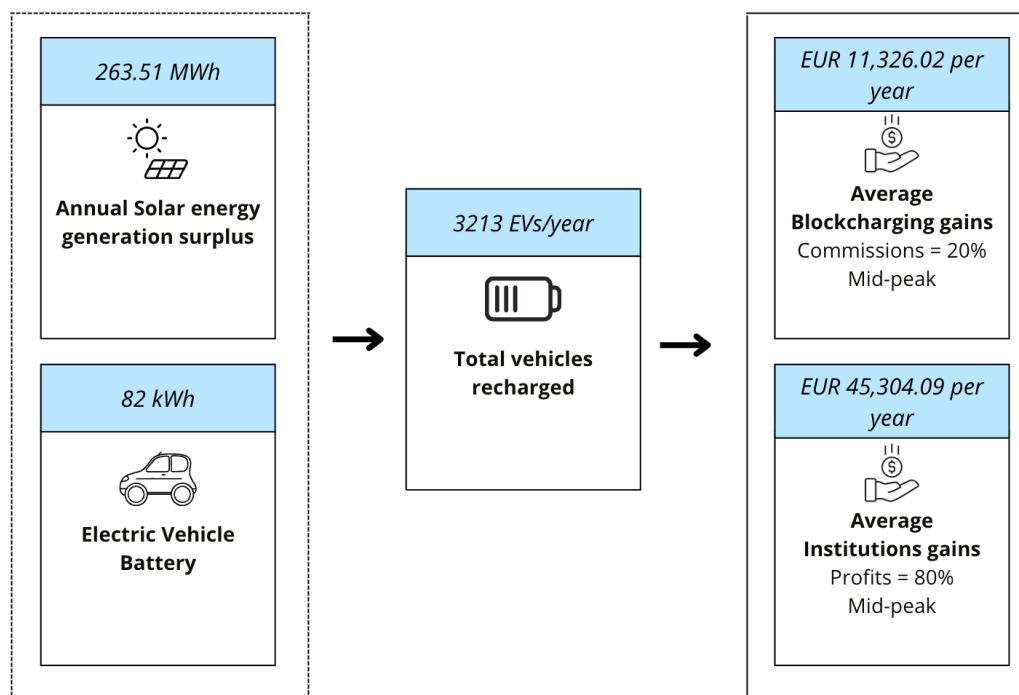 263.51 MWh
Annual Solar energy
generation surplus
82 kWh
Electric Vehicle
Battery
3213 EVs/year
Total vehicles
recharged
EUR 11,326.02 per
year
$
Average
Blockcharging gains
Commissions = 20%
Mid-peak
EUR 45,304.09 per
year
$
Average
Institutions gains
Profits = 80%
Mid-peak